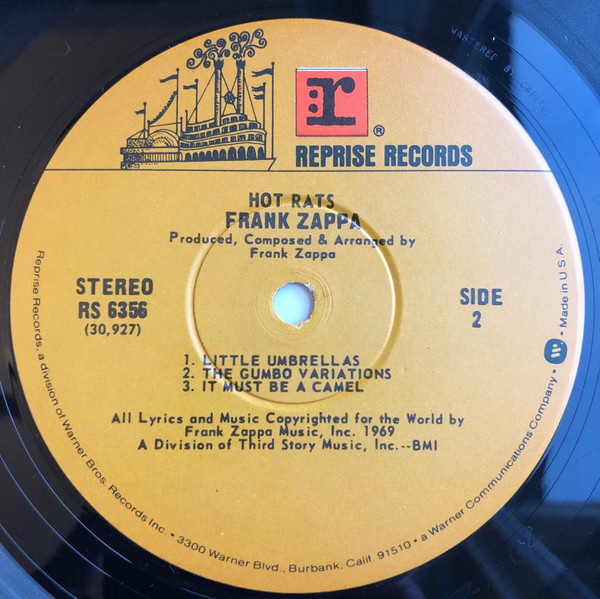 MASTERED BY CAPITOL
r
®
REPRISE RECORDS
HOT RATS
FRANK ZAPPA
Produced, Composed & Arranged by
Frank Zappa
STEREO
RS 6356
(30,927)
SIDE
2
1. LITTLE UMBRELLAS
2. THE GUMBO VARIATIONS
3. IT MUST BE A CAMEL
All Lyrics and Music Copyrighted for the World by
Frank Zappa Music, Inc. 1969
A Division of Third Story Music, Inc.--BMI
Reprise Records, a division of Warner Bros. Records Inc. • 3300 Warner Blvd., Burbank, Calif. 91510 • a Warner Communications Company • W • Made in U.S.A.